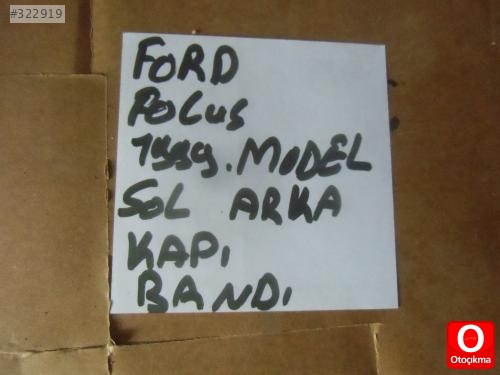 #322919
FORD
FOCUS
1999.MODEL
SOL ARKA
KAPI
BANDI
Otoçıkma